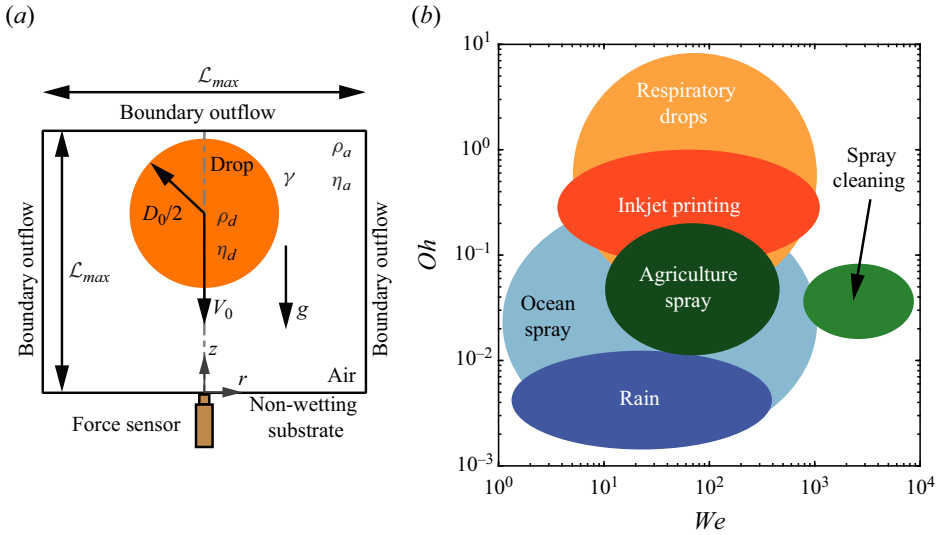 (a)
ℒmax
Boundary outflow
ρa
ηa
Drop
γ
D0/2
ρd
ηd
Boundary outflow
ℒmax
Boundary outflow
V0
g
z
r
Air
Force sensor
Non-wetting
substrate
(b)
10^1
10^0
10^−1
10^−2
10^−3
Oh
Respiratory
drops
Spray
cleaning
Inkjet printing
Agriculture
spray
Ocean
spray
Rain
10^0
10^1
10^2
10^3
10^4
We